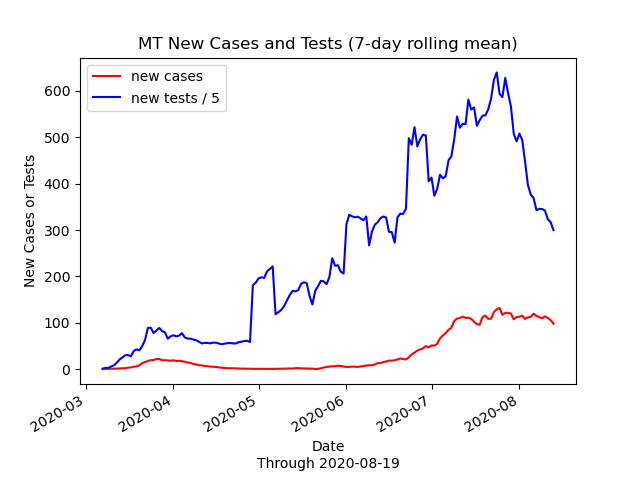 MT New Cases and Tests (7-day rolling mean)
new cases
new tests / 5
New Cases or Tests
600
500
400
300
200
100
0
2020-03
2020-04
2020-05
2020-06
2020-07
2020-08
Date
Through 2020-08-19